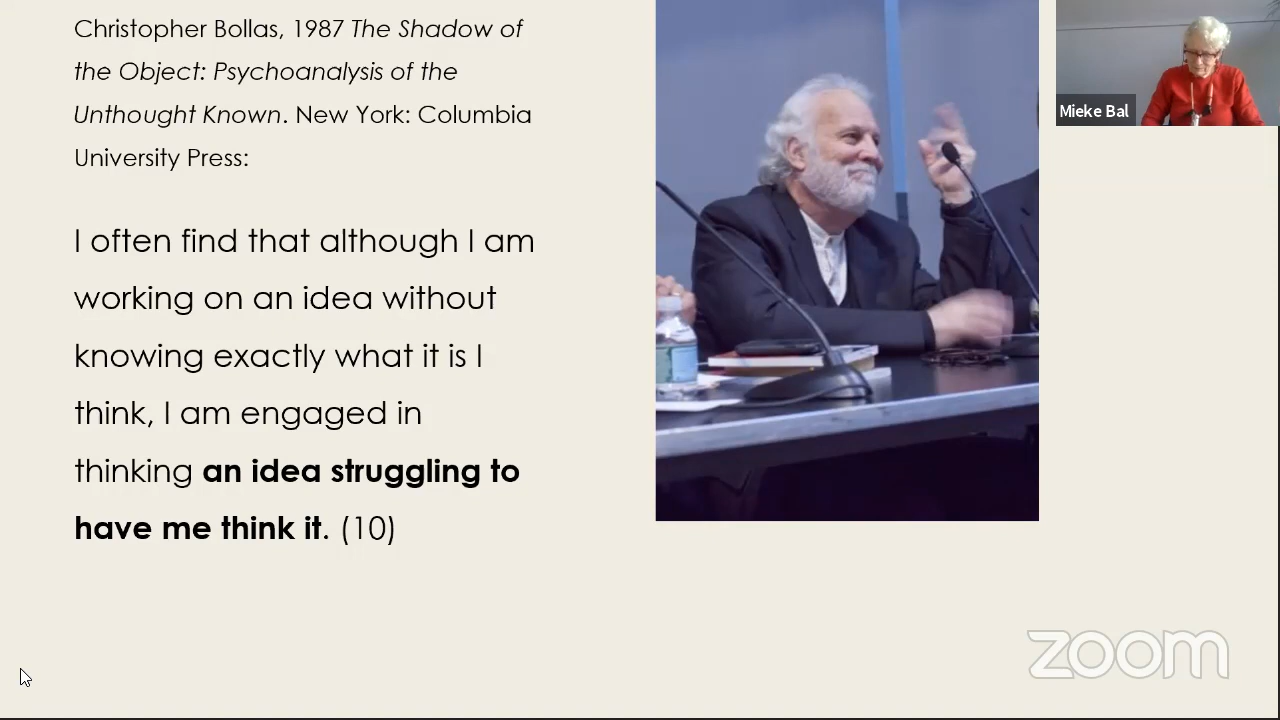 Christopher Bollas, 1987 The Shadow of
the Object: Psychoanalysis of the
Unthought Known. New York: Columbia
University Press:
I often find that although I am
working on an idea without
knowing exactly what it is I
think, I am engaged in
thinking an idea struggling to
have me think it. (10)
Mieke Bal
zoom